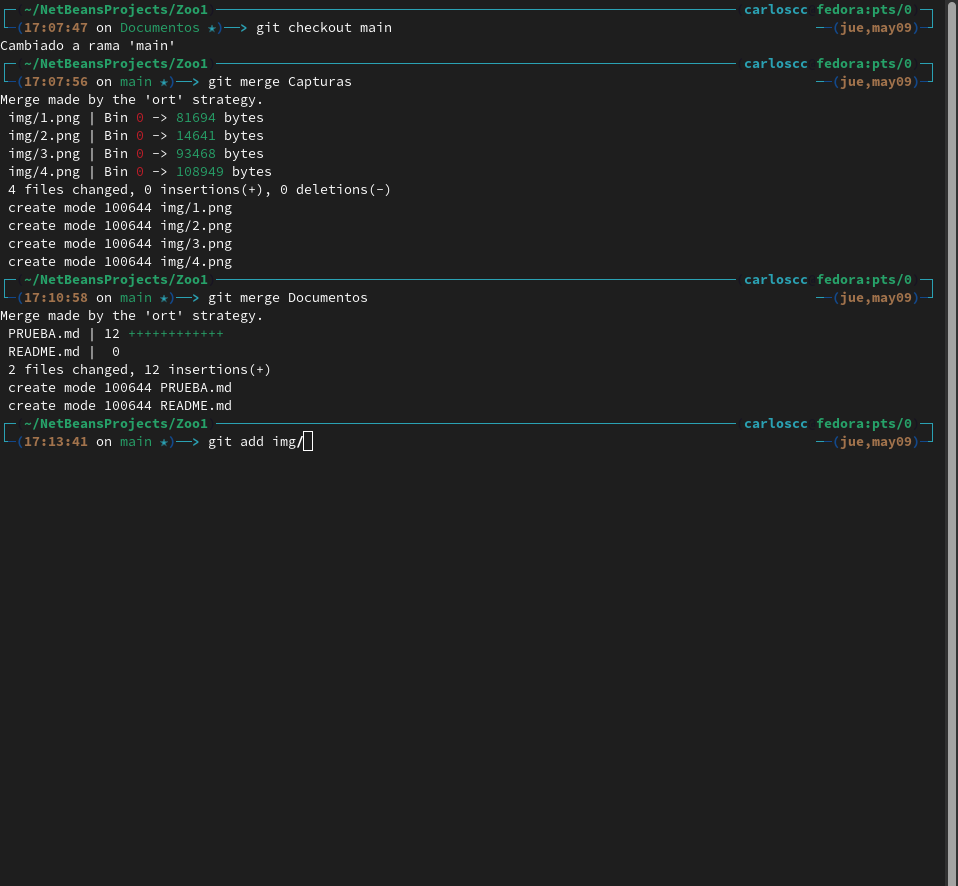 ~/NetBeansProjects/Zoo1 carloscc fedora:pts/0
(17:07:47 on Documentos ★)──> git checkout main (jue,may09)
Cambiado a rama 'main'
~/NetBeansProjects/Zoo1 carloscc fedora:pts/0
(17:07:56 on main ★)──> git merge Capturas (jue,may09)
Merge made by the 'ort' strategy.
img/1.png | Bin 0 -> 81694 bytes
img/2.png | Bin 0 -> 14641 bytes
img/3.png | Bin 0 -> 93468 bytes
img/4.png | Bin 0 -> 108949 bytes
4 files changed, 0 insertions(+), 0 deletions(-)
create mode 100644 img/1.png
create mode 100644 img/2.png
create mode 100644 img/3.png
create mode 100644 img/4.png
~/NetBeansProjects/Zoo1 carloscc fedora:pts/0
(17:10:58 on main ★)──> git merge Documentos (jue,may09)
Merge made by the 'ort' strategy.
PRUEBA.md | 12 ++++++++++++
README.md |  0
2 files changed, 12 insertions(+)
create mode 100644 PRUEBA.md
create mode 100644 README.md
~/NetBeansProjects/Zoo1 carloscc fedora:pts/0
(17:13:41 on main ★)──> git add img/ (jue,may09)